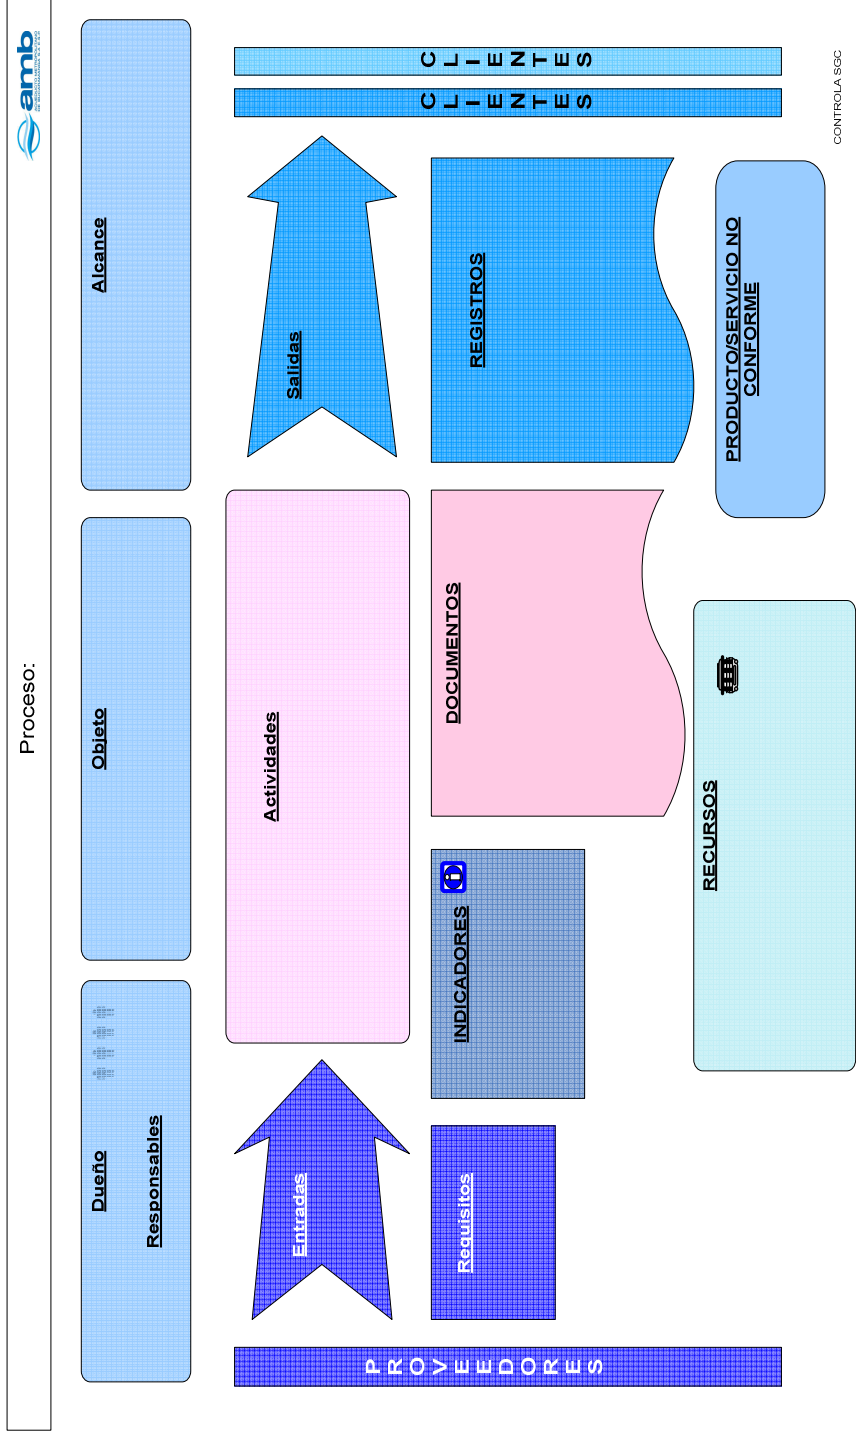 Proceso:
amb
Dueño
Responsables
Objeto
Alcance
PROVEEDORES
Entradas
Actividades
Salidas
CLIENTES
CLIENTES
Requisitos
INDICADORES
DOCUMENTOS
REGISTROS
RECURSOS
PRODUCTO/SERVICIO NO
CONFORME
CONTROLA SGC